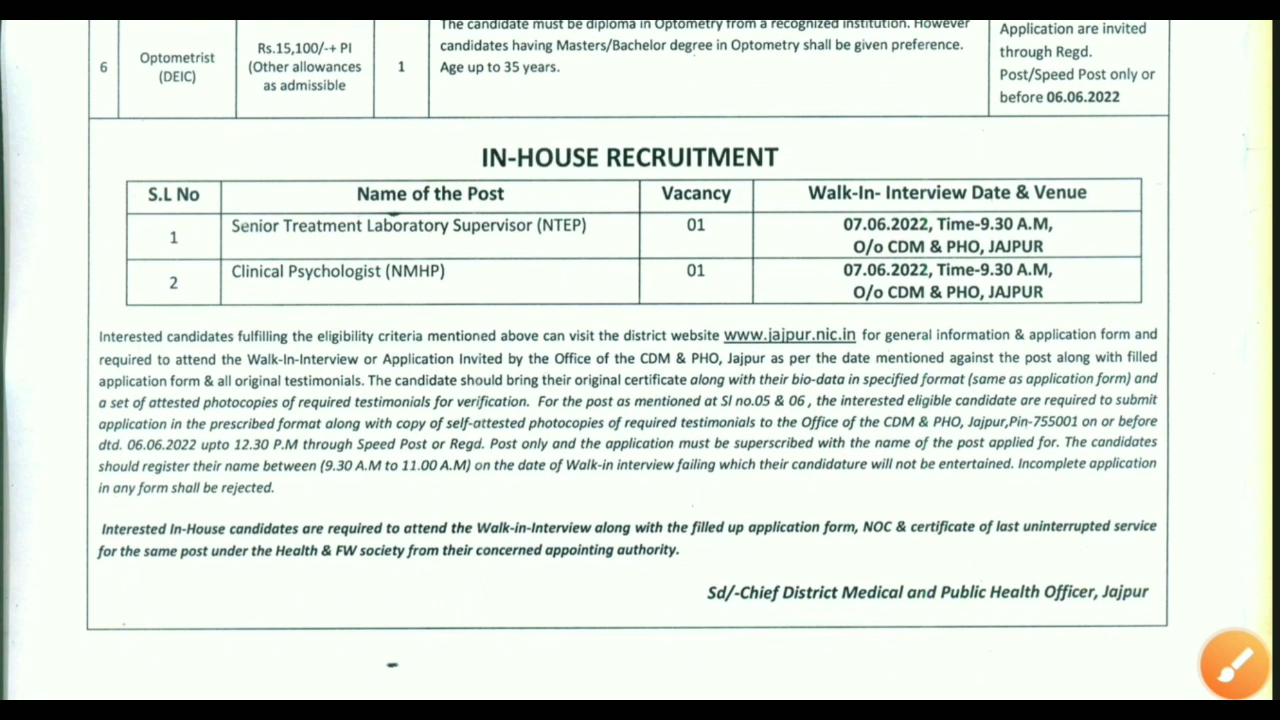 The candidate must be diploma in Optometry from a recognized institution. However
candidates having Masters/Bachelor degree in Optometry shall be given preference.
Age up to 35 years.
6
Optometrist
(DEIC)
Rs.15,100/-+ PI
(Other allowances
as admissible
1
Application are invited
through Regd.
Post/Speed Post only or
before 06.06.2022
IN-HOUSE RECRUITMENT
S.L No Name of the Post Vacancy Walk-In- Interview Date & Venue
1 Senior Treatment Laboratory Supervisor (NTEP) 01 07.06.2022, Time-9.30 A.M,
O/o CDM & PHO, JAJPUR
2 Clinical Psychologist (NMHP) 01 07.06.2022, Time-9.30 A.M,
O/o CDM & PHO, JAJPUR
Interested candidates fulfilling the eligibility criteria mentioned above can visit the district website www.jajpur.nic.in for general information & application form and
required to attend the Walk-In-Interview or Application Invited by the Office of the CDM & PHO, Jajpur as per the date mentioned against the post along with filled
application form & all original testimonials. The candidate should bring their original certificate along with their bio-data in specified format (same as application form) and
a set of attested photocopies of required testimonials for verification. For the post as mentioned at Sl no.05 & 06 , the interested eligible candidate are required to submit
application in the prescribed format along with copy of self-attested photocopies of required testimonials to the Office of the CDM & PHO, Jajpur,Pin-755001 on or before
dtd. 06.06.2022 upto 12.30 P.M through Speed Post or Regd. Post only and the application must be superscribed with the name of the post applied for. The candidates
should register their name between (9.30 A.M to 11.00 A.M) on the date of Walk-in interview failing which their candidature will not be entertained. Incomplete application
in any form shall be rejected.
Interested In-House candidates are required to attend the Walk-in-Interview along with the filled up application form, NOC & certificate of last uninterrupted service
for the same post under the Health & FW society from their concerned appointing authority.
Sd/-Chief District Medical and Public Health Officer, Jajpur